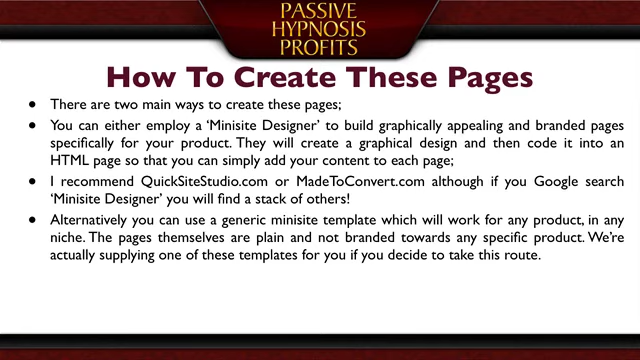 PASSIVE
HYPNOSIS
PROFITS
How To Create These Pages
• There are two main ways to create these pages;
• You can either employ a ‘Minisite Designer’ to build graphically appealing and branded pages
specifically for your product. They will create a graphical design and then code it into an
HTML page so that you can simply add your content to each page;
• I recommend QuickSiteStudio.com or MadeToConvert.com although if you Google search
‘Minisite Designer’ you will find a stack of others!
• Alternatively you can use a generic minisite template which will work for any product, in any
niche. The pages themselves are plain and not branded towards any specific product. We’re
actually supplying one of these templates for you if you decide to take this route.